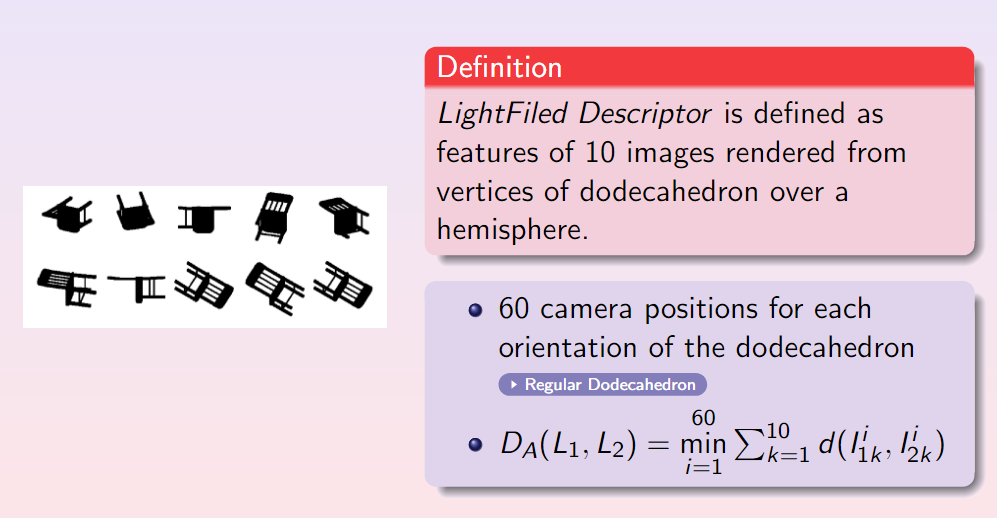 Definition
LightFiled Descriptor is defined as
features of 10 images rendered from
vertices of dodecahedron over a
hemisphere.
60 camera positions for each
orientation of the dodecahedron
Regular Dodecahedron
D_A(L_1, L_2) = min_{i=1}^{60} ∑_{k=1}^{10} d(I_{1k}^i, I_{2k}^i)